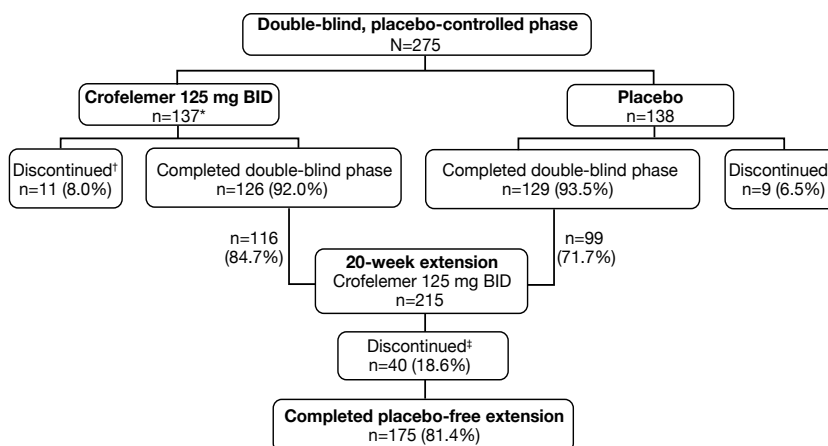 Double-blind, placebo-controlled phase
N=275
Crofelemer 125 mg BID
n=137*
Placebo
n=138
Discontinued†
n=11 (8.0%)
Completed double-blind phase
n=126 (92.0%)
Completed double-blind phase
n=129 (93.5%)
Discontinued
n=9 (6.5%)
n=116
(84.7%)
n=99
(71.7%)
20-week extension
Crofelemer 125 mg BID
n=215
Discontinued‡
n=40 (18.6%)
Completed placebo-free extension
n=175 (81.4%)